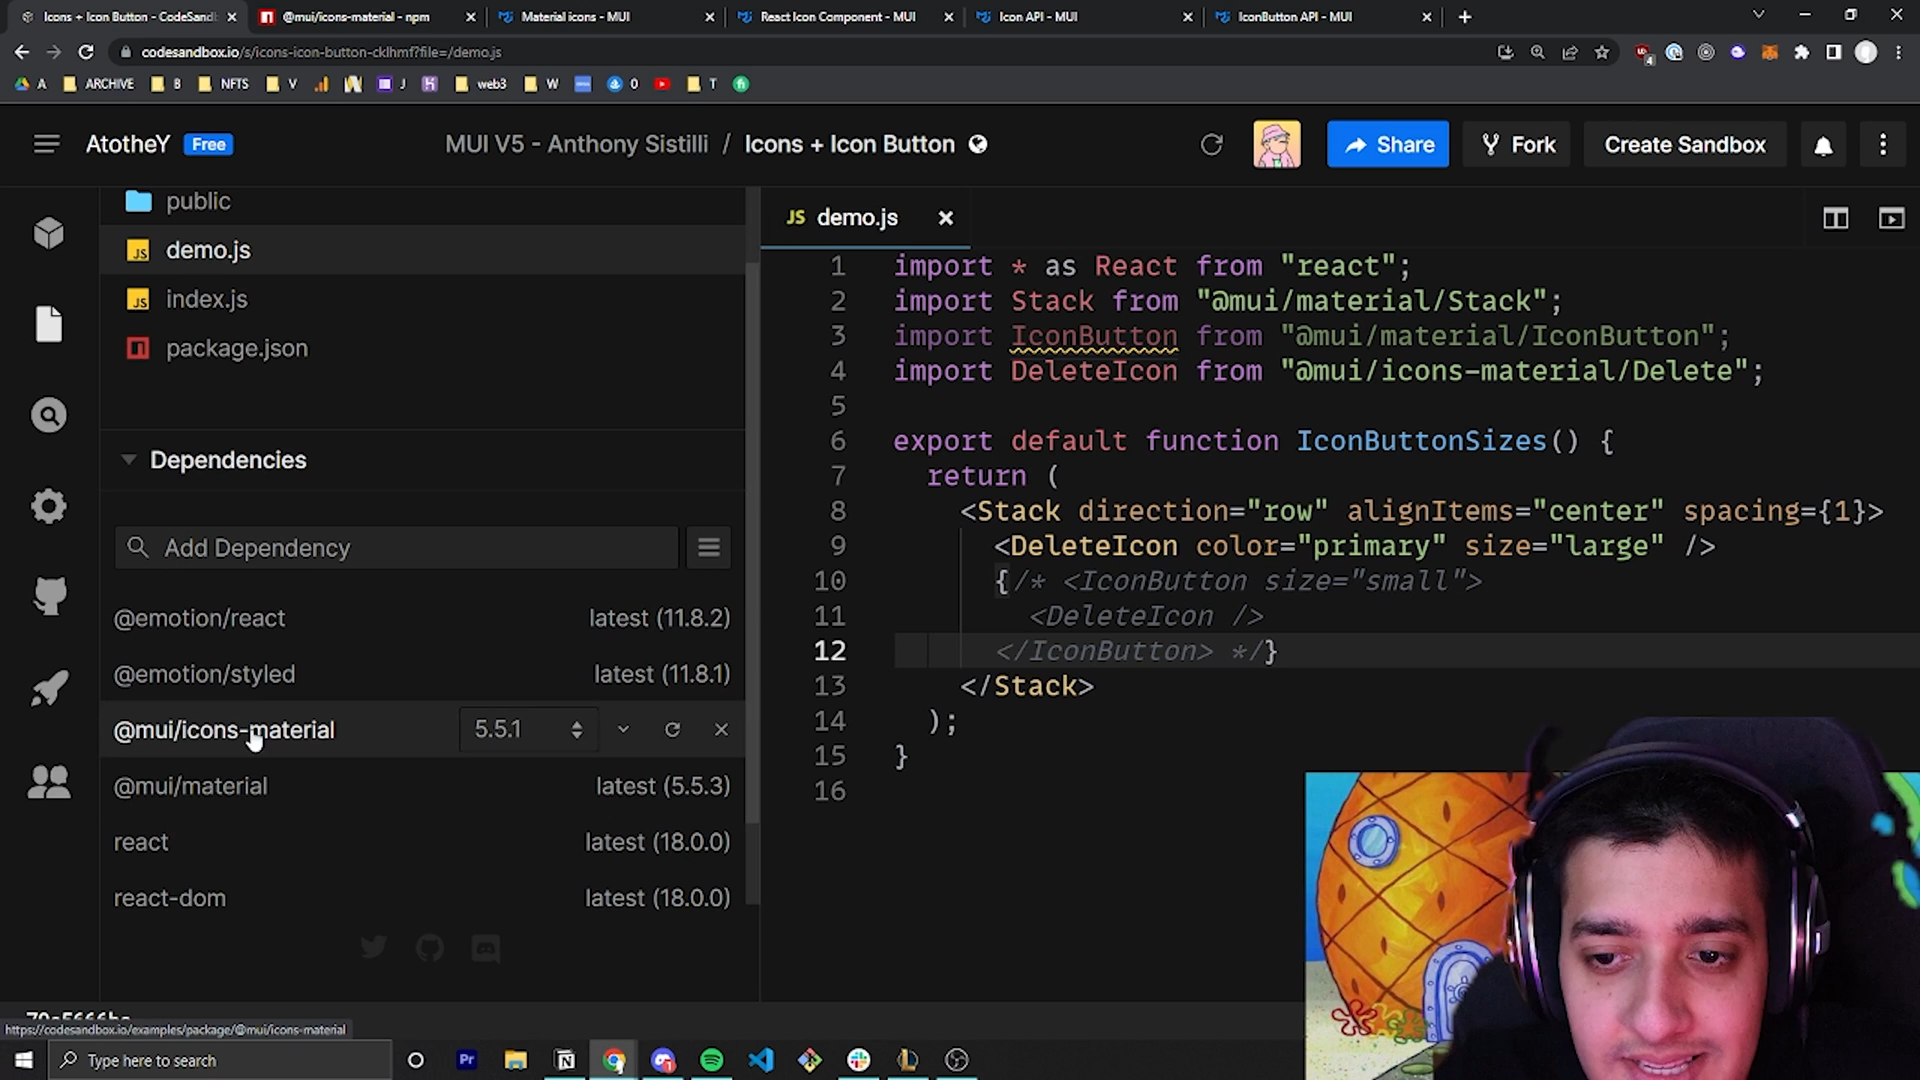 Icons + Icon Button - CodeSandb
@mui/icons-material - npm
Material icons - MUI
React Icon Component - MUI
Icon API - MUI
IconButton API - MUI
codesandbox.io/s/icons-icon-button-cklhmf?file=/demo.js
4
A
ARCHIVE
B
NFTS
V
J
web3
W
0
T
AtotheY
Free
MUI V5 - Anthony Sistilli / Icons + Icon Button
Share
Fork
Create Sandbox
public
JS demo.js
JS index.js
package.json
Dependencies
Add Dependency
@emotion/react latest (11.8.2)
@emotion/styled latest (11.8.1)
@mui/icons-material 5.5.1
@mui/material latest (5.5.3)
react latest (18.0.0)
react-dom latest (18.0.0)
JS demo.js
1 import * as React from "react";
2 import Stack from "@mui/material/Stack";
3 import IconButton from "@mui/material/IconButton";
4 import DeleteIcon from "@mui/icons-material/Delete";
5
6 export default function IconButtonSizes() {
7 return (
8 <Stack direction="row" alignItems="center" spacing={1}>
9 <DeleteIcon color="primary" size="large" />
10 {/* <IconButton size="small">
11 <DeleteIcon />
12 </IconButton> */}
13 </Stack>
14 );
15 }
16
https://codesandbox.io/examples/package/@mui/icons-material
Type here to search
Pr